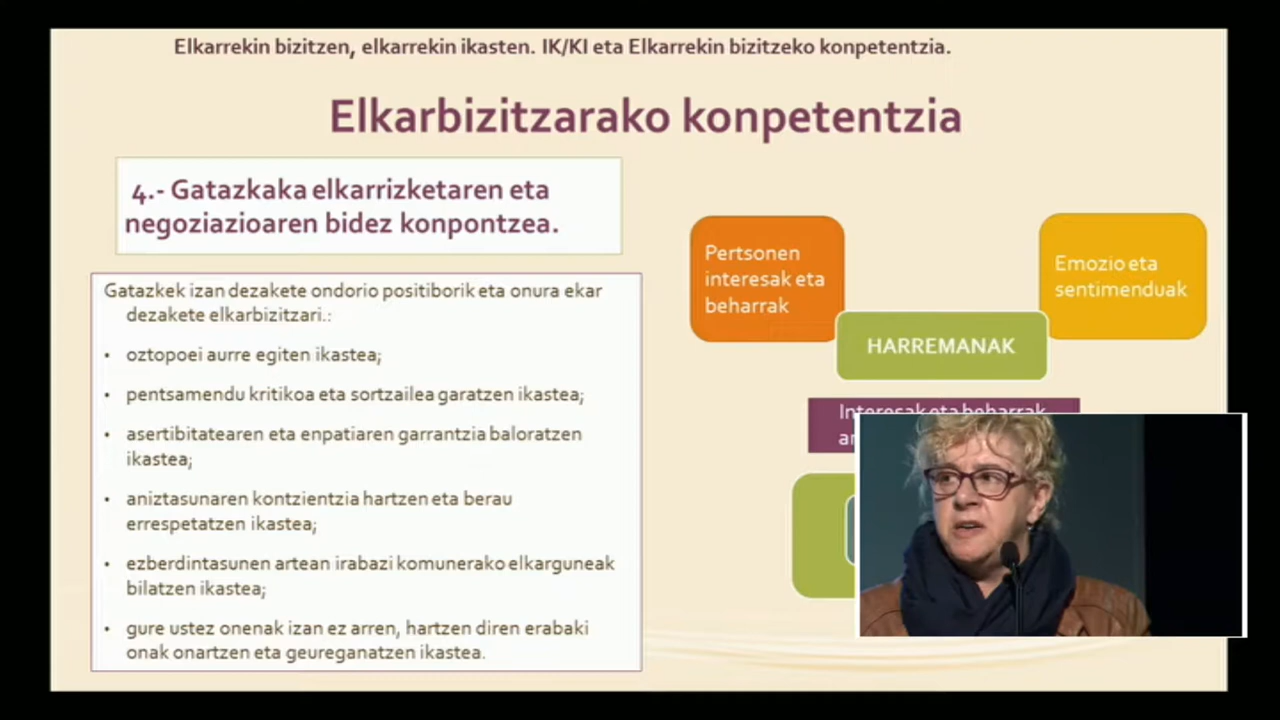 Elkarrekin bizitzen, elkarrekin ikasten. IK/KI eta Elkarrekin bizitzeko konpetentzia.
Elkarbizitzarako konpetentzia
4.- Gatazkaka elkarrizketaren eta
negoziazioaren bidez konpontzea.
Gatazkek izan dezakete ondorio positiborik eta onura ekar
dezakete elkarbizitzari.:
• oztopoei aurre egiten ikastea;
• pentsamendu kritikoa eta sortzailea garatzen ikastea;
• asertibitatearen eta enpatiaren garrantzia baloratzen
ikastea;
• aniztasunaren kontzientzia hartzen eta berau
errespetatzen ikastea;
• ezberdintasunen artean irabazi komunerako elkarguneak
bilatzen ikastea;
• gure ustez onenak izan ez arren, hartzen diren erabaki
onak onartzen eta geureganatzen ikastea.
Pertsonen
interesak eta
beharrak
Emozio eta
sentimenduak
HARREMANAK
Interesak eta beharrak